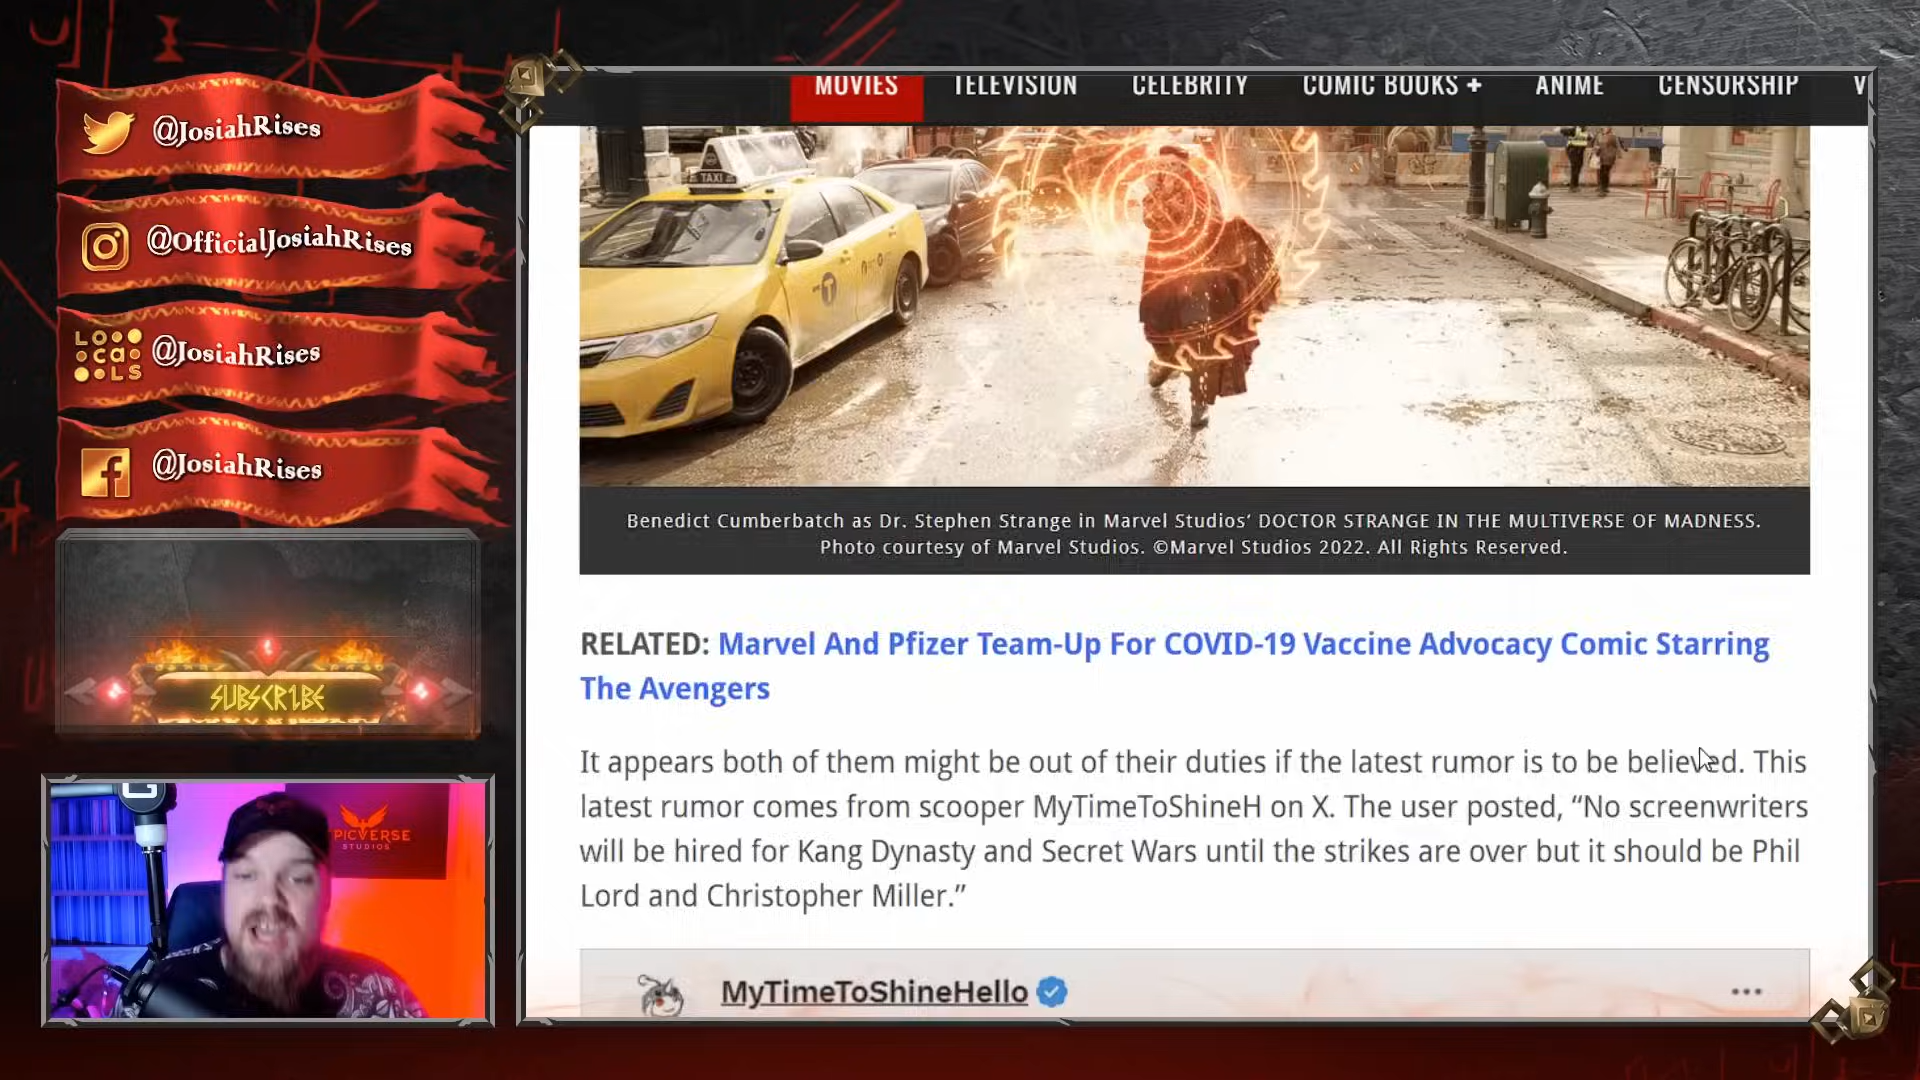 @JosiahRises
@OfficialJosiahRises
LO
CA
LS
@JosiahRises
@JosiahRises
SUBSCRIBE
PICVERSE
STUDIOS
MOVIES TELEVISION CELEBRITY COMIC BOOKS + ANIME CENSORSHIP V
TAXI
T
Benedict Cumberbatch as Dr. Stephen Strange in Marvel Studios’ DOCTOR STRANGE IN THE MULTIVERSE OF MADNESS.
Photo courtesy of Marvel Studios. ©Marvel Studios 2022. All Rights Reserved.
RELATED: Marvel And Pfizer Team-Up For COVID-19 Vaccine Advocacy Comic Starring
The Avengers
It appears both of them might be out of their duties if the latest rumor is to be believed. This
latest rumor comes from scooper MyTimeToShineH on X. The user posted, “No screenwriters
will be hired for Kang Dynasty and Secret Wars until the strikes are over but it should be Phil
Lord and Christopher Miller.”
MyTimeToShineHello